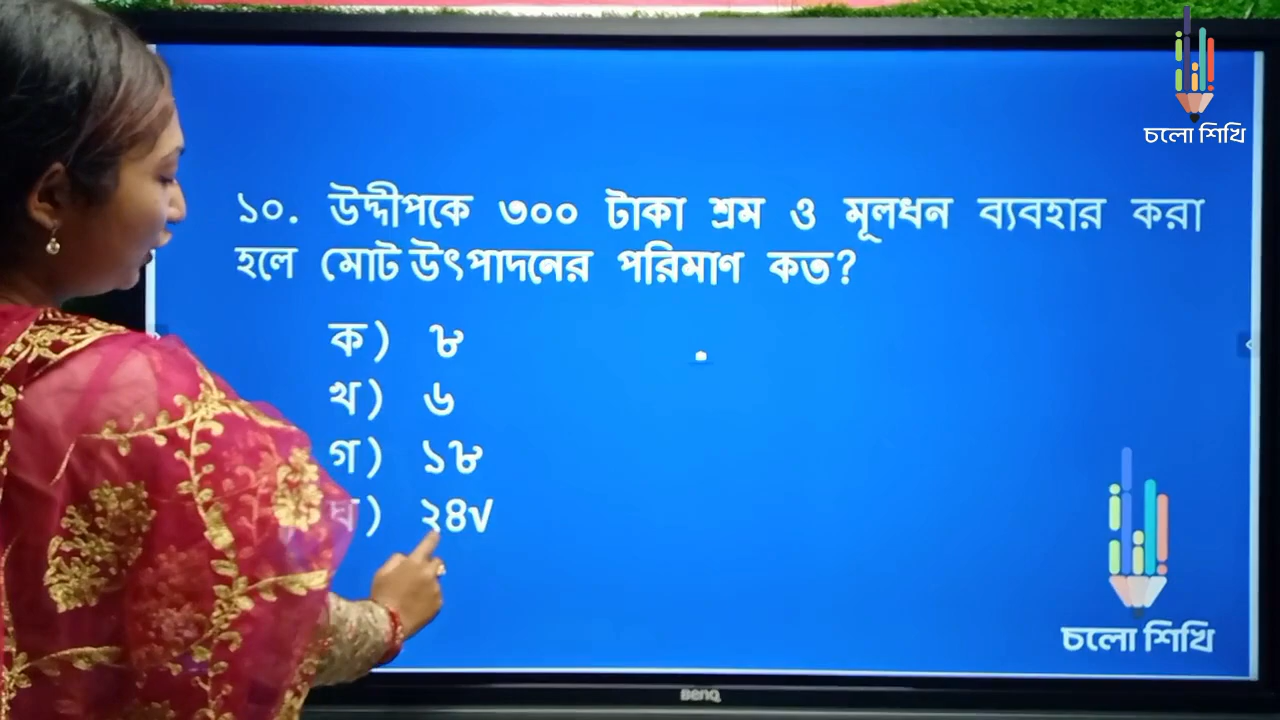 চলো শিখি
১০. উদ্দীপকে ৩০০ টাকা শ্রম ও মূলধন ব্যবহার করা
হলে মোট উৎপাদনের পরিমাণ কত?
ক) ৮
খ) ৬
গ) ১৮
ঘ) ২৪√
চলো শিখি
BenQ